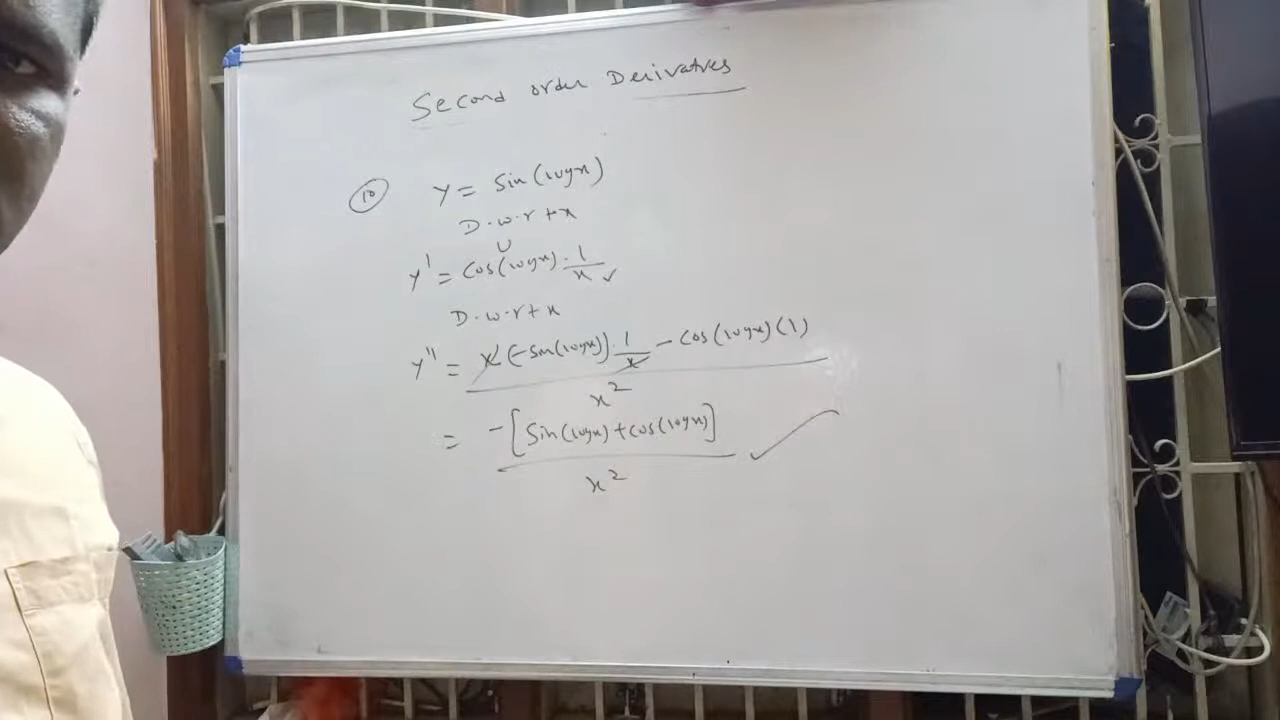 Second order Derivatves
(10) y = Sin(logx)
D.w.r+x
y' = Cos(logx).1/x ✓
D.w.r+x
y'' = x(-Sin(logx)).1/x - Cos(logx)(1)
x²
= -[Sin(logx)+Cos(logx)]
x²